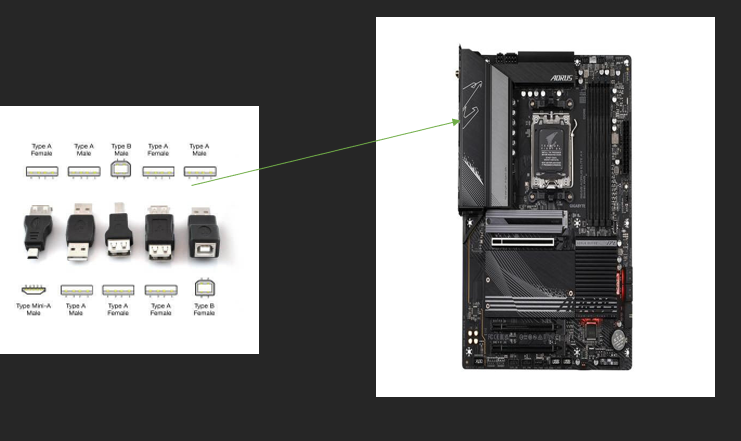 Type A Type A Type B Type A Type A
Female Male Male Female Male
Type Mini-A Type A Type A Type A Type B
Male Male Female Female Female
AORUS